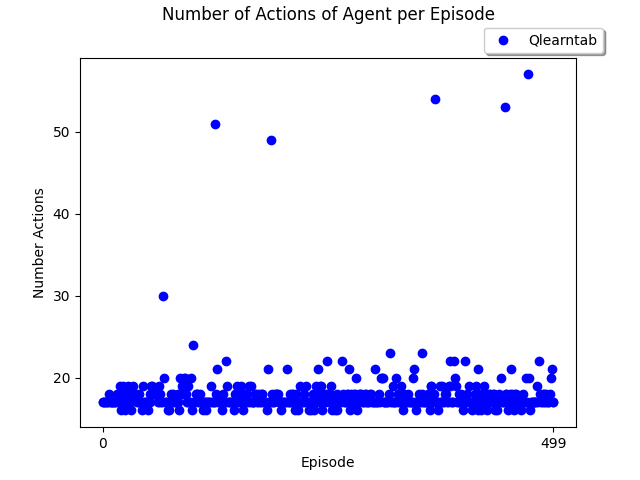 Number of Actions of Agent per Episode
Qlearntab
Number Actions
50
40
30
20
0
499
Episode